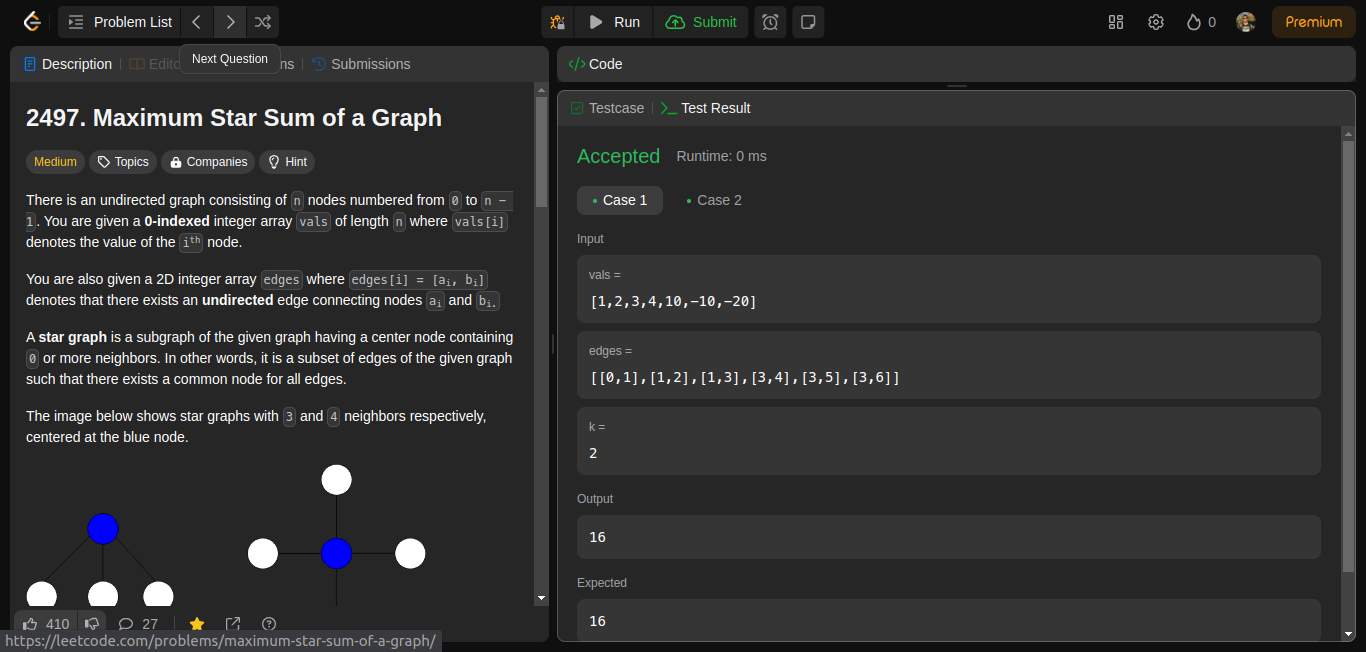 Problem List
Run
Submit
0
Premium
Description
Edito
Next Question
ns
Submissions
2497. Maximum Star Sum of a Graph
Medium
Topics
Companies
Hint
There is an undirected graph consisting of n nodes numbered from 0 to n -
1. You are given a 0-indexed integer array vals of length n where vals[i]
denotes the value of the iᵗʰ node.
You are also given a 2D integer array edges where edges[i] = [aᵢ, bᵢ]
denotes that there exists an undirected edge connecting nodes aᵢ and bᵢ.
A star graph is a subgraph of the given graph having a center node containing
0 or more neighbors. In other words, it is a subset of edges of the given graph
such that there exists a common node for all edges.
The image below shows star graphs with 3 and 4 neighbors respectively,
centered at the blue node.
410
27
https://leetcode.com/problems/maximum-star-sum-of-a-graph/
</> Code
Testcase
>_ Test Result
Accepted
Runtime: 0 ms
• Case 1
• Case 2
Input
vals =
[1,2,3,4,10,-10,-20]
edges =
[[0,1],[1,2],[1,3],[3,4],[3,5],[3,6]]
k =
2
Output
16
Expected
16